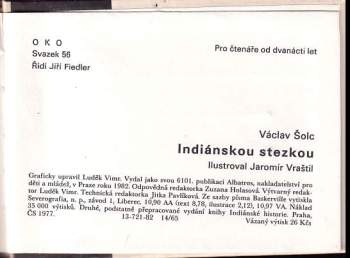 O K O
Svazek 56
Řídí Jiří Fiedler
Pro čtenáře od dvanácti let
Václav Šolc
Indiánskou stezkou
Ilustroval Jaromír Vraštil
Graficky upravil Luděk Vimr. Vydal jako svou 6101. publikaci Albatros, nakladatelství pro
děti a mládež, v Praze roku 1982. Odpovědná redaktorka Zuzana Holasová. Výtvarný redak-
tor Luděk Vimr. Technická redaktorka Jitka Pavlíková. Ze sazby písma Baskerville vytiskla
Severografia, n. p., závod 1, Liberec. 10,90 AA (text 8,78, ilustrace 2,12), 10,97 VA. Náklad
35 000 výtisků. Druhé, podstatně přepracované vydání knihy Indiánské historie. Praha,
ČS 1977. 13-721-82 14/65 Vázaný výtisk 26 Kčs